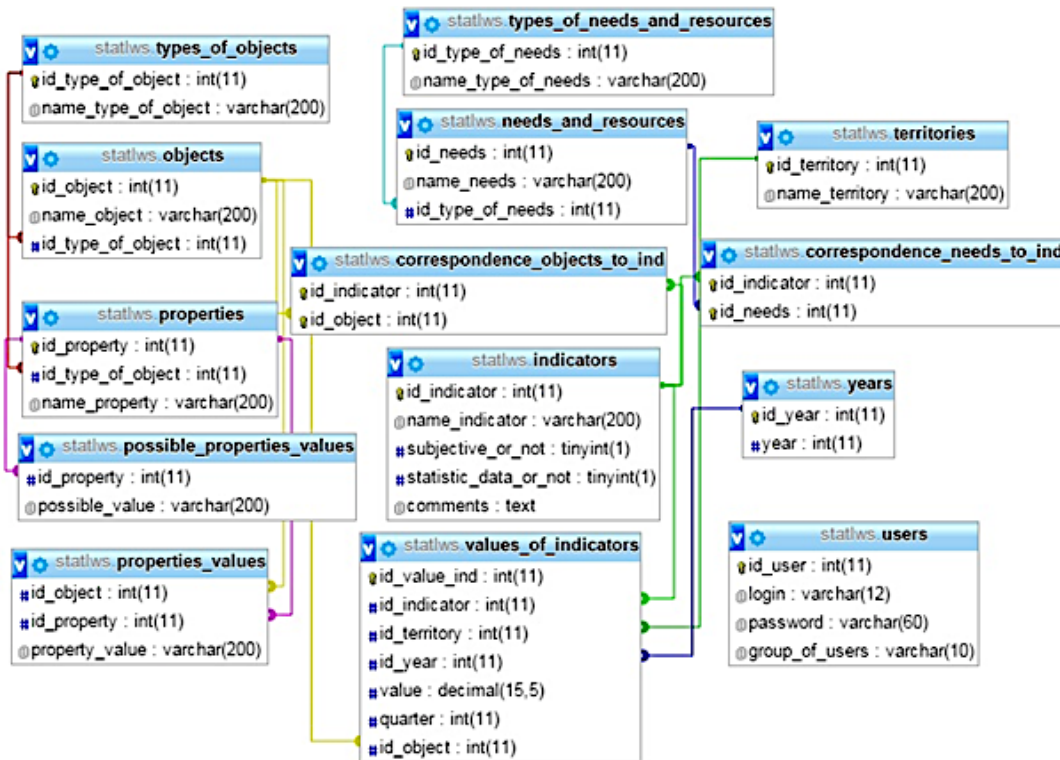 statlws.types_of_objects
id_type_of_object : int(11)
name_type_of_object : varchar(200)
statlws.types_of_needs_and_resources
id_type_of_needs : int(11)
name_type_of_needs : varchar(200)
statlws.objects
id_object : int(11)
name_object : varchar(200)
#id_type_of_object : int(11)
statlws.needs_and_resources
id_needs : int(11)
name_needs : varchar(200)
#id_type_of_needs : int(11)
statlws.territories
id_territory : int(11)
name_territory : varchar(200)
statlws.correspondence_objects_to_ind
id_indicator : int(11)
id_object : int(11)
statlws.correspondence_needs_to_ind
id_indicator : int(11)
id_needs : int(11)
statlws.properties
id_property : int(11)
#id_type_of_object : int(11)
name_property : varchar(200)
statlws.indicators
id_indicator : int(11)
name_indicator : varchar(200)
#subjective_or_not : tinyint(1)
#statistic_data_or_not : tinyint(1)
comments : text
statlws.years
id_year : int(11)
#year : int(11)
statlws.possible_properties_values
#id_property : int(11)
possible_value : varchar(200)
statlws.properties_values
#id_object : int(11)
#id_property : int(11)
property_value : varchar(200)
statlws.values_of_indicators
id_value_ind : int(11)
#id_indicator : int(11)
#id_territory : int(11)
#id_year : int(11)
#value : decimal(15,5)
#quarter : int(11)
#id_object : int(11)
statlws.users
id_user : int(11)
login : varchar(12)
password : varchar(60)
group_of_users : varchar(10)